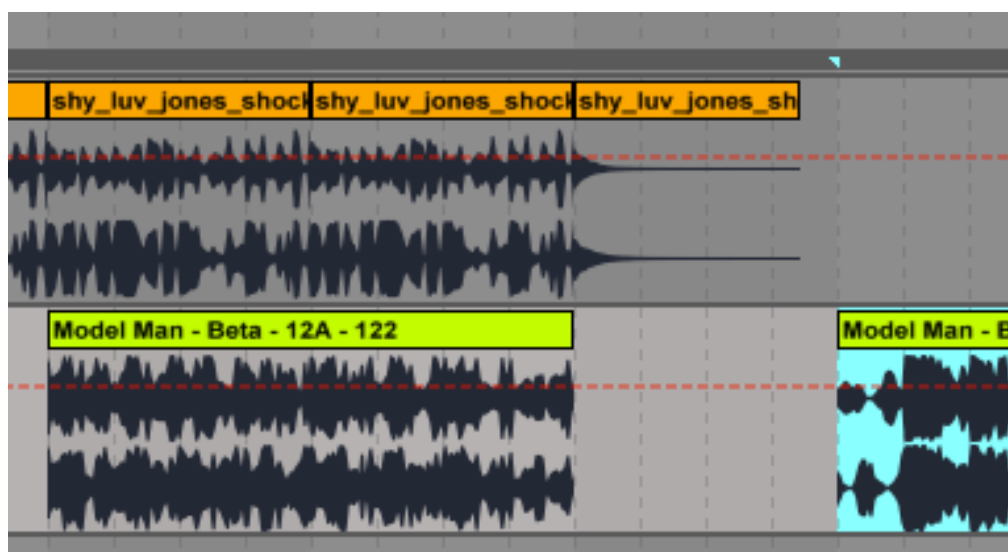 shy_luv_jones_shock
shy_luv_jones_shock
shy_luv_jones_sh
Model Man - Beta - 12A - 122
Model Man -